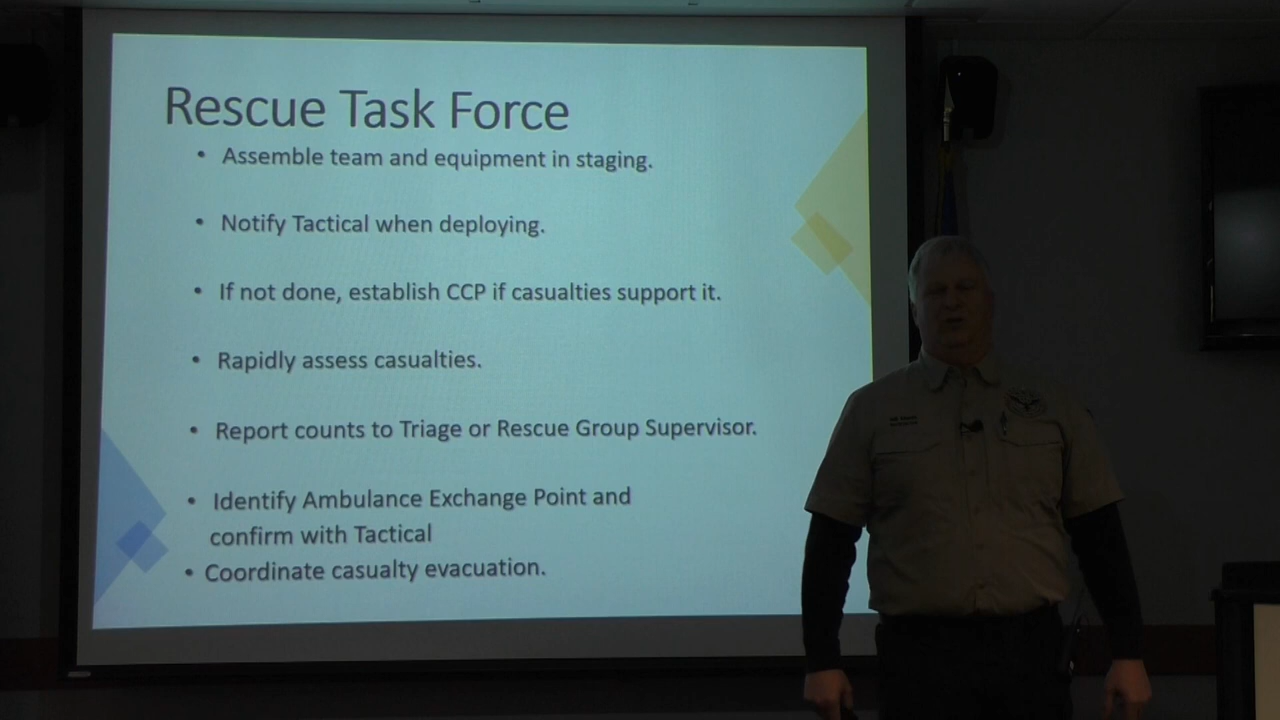 Rescue Task Force
• Assemble team and equipment in staging.
• Notify Tactical when deploying.
• If not done, establish CCP if casualties support it.
• Rapidly assess casualties.
• Report counts to Triage or Rescue Group Supervisor.
• Identify Ambulance Exchange Point and
confirm with Tactical
• Coordinate casualty evacuation.